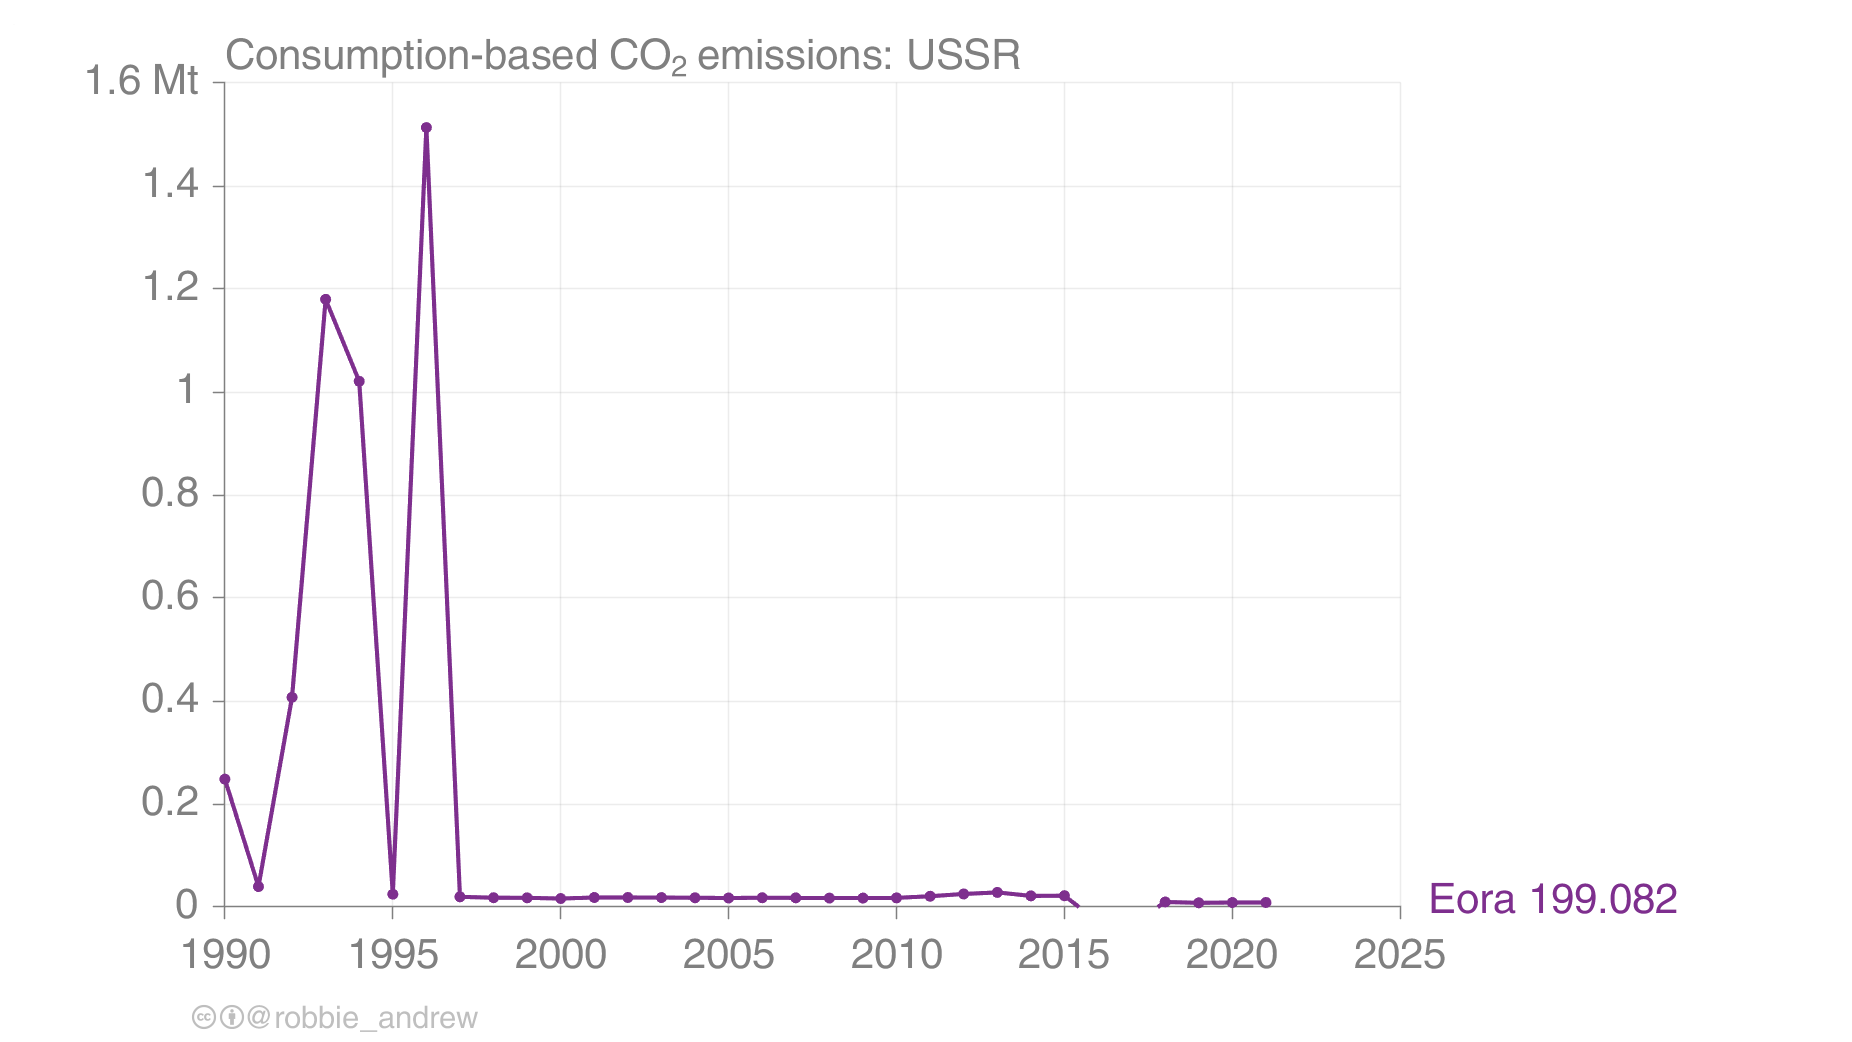 Consumption-based CO₂ emissions: USSR
1.6 Mt
1.4
1.2
1
0.8
0.6
0.4
0.2
0
1990 1995 2000 2005 2010 2015 2020 2025
Eora 199.082
cc @robbie_andrew